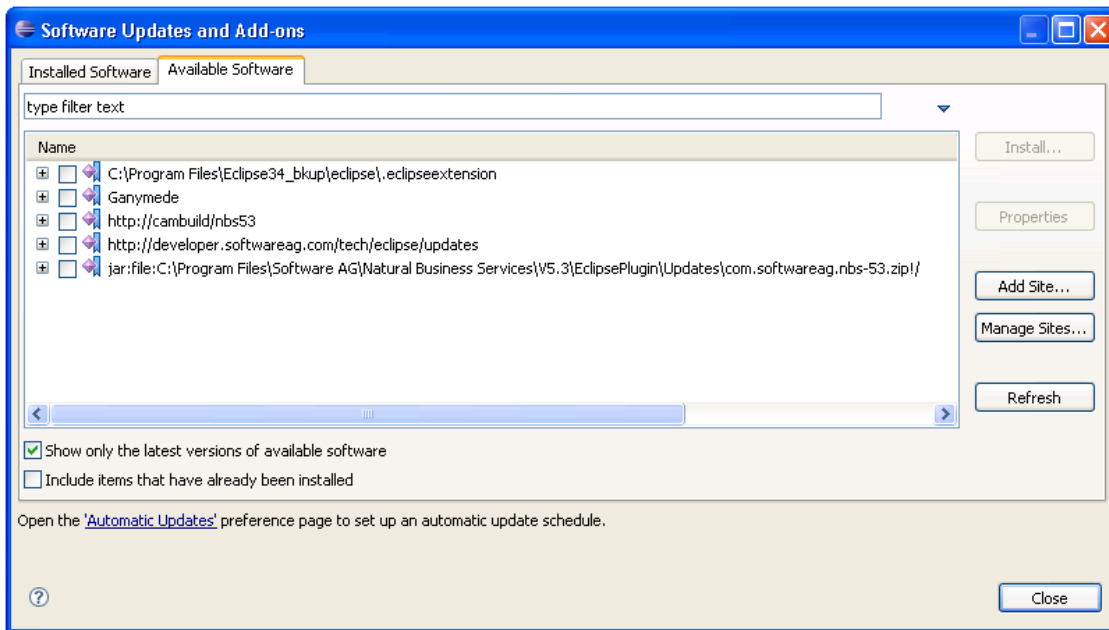 Software Updates and Add-ons
Installed Software Available Software
type filter text
Name
Install...
C:\Program Files\Eclipse34_bkup\eclipse\.eclipseextension
Ganymede
Properties
http://cambuild/nbs53
http://developer.softwareag.com/tech/eclipse/updates
jar:file:C:\Program Files\Software AG\Natural Business Services\V5.3\EclipsePlugin\Updates\com.softwareag.nbs-53.zip!/
Add Site...
Manage Sites...
Refresh
Show only the latest versions of available software
Include items that have already been installed
Open the 'Automatic Updates' preference page to set up an automatic update schedule.
?
Close